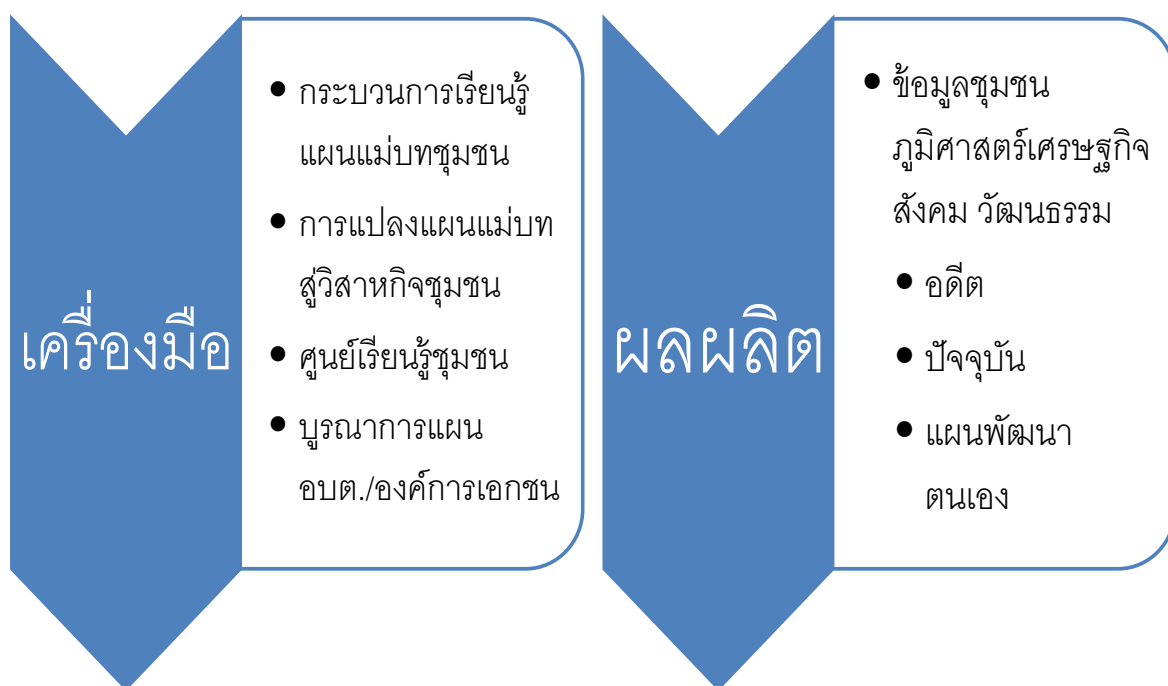 เครื่องมือ
• กระบวนการเรียนรู้
แผนแม่บทชุมชน
• การแปลงแผนแม่บท
สู่วิสาหกิจชุมชน
• ศูนย์เรียนรู้ชุมชน
• บูรณาการแผน
อบต./องค์การเอกชน
ผลผลิต
• ข้อมูลชุมชน
ภูมิศาสตร์เศรษฐกิจ
สังคม วัฒนธรรม
• อดีต
• ปัจจุบัน
• แผนพัฒนา
ตนเอง